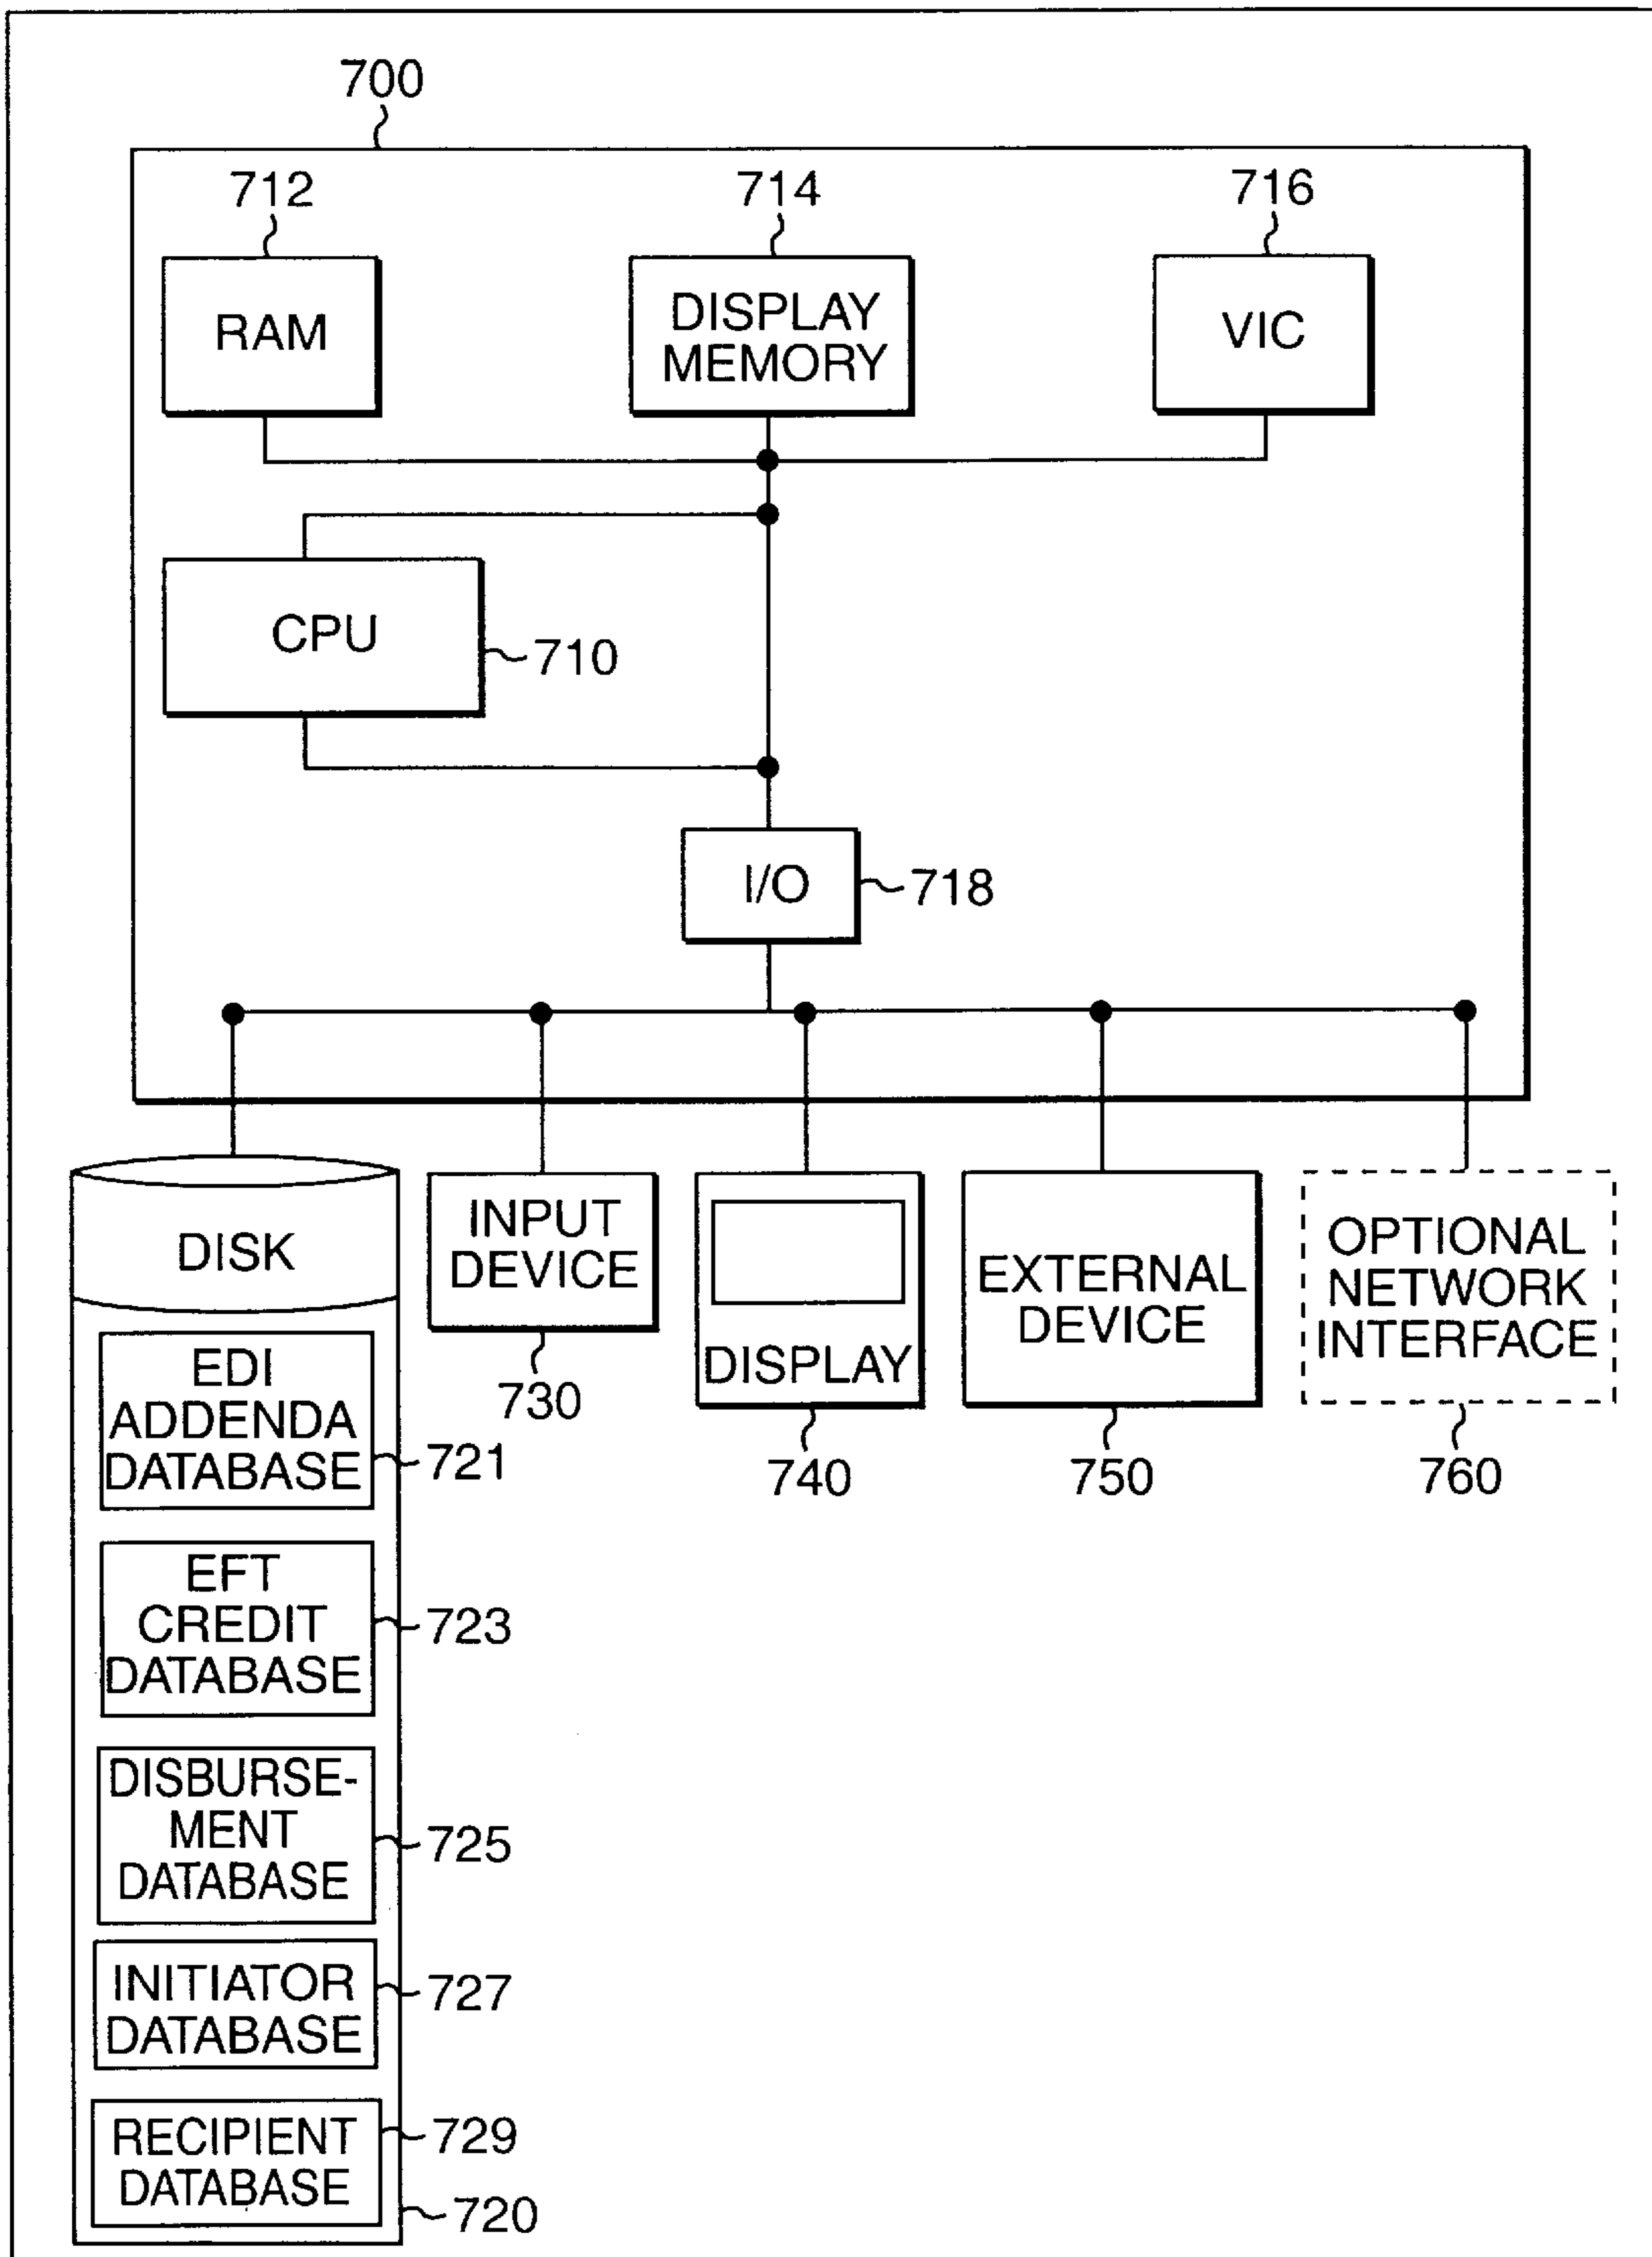 700
712
714
716
RAM
DISPLAY
MEMORY
VIC
CPU
710
I/O
718
DISK
INPUT
DEVICE
730
DISPLAY
740
EXTERNAL
DEVICE
750
OPTIONAL
NETWORK
INTERFACE
760
EDI
ADDENDA
DATABASE
721
EFT
CREDIT
DATABASE
723
DISBURSE-
MENT
DATABASE
725
INITIATOR
DATABASE
727
RECIPIENT
DATABASE
729
720